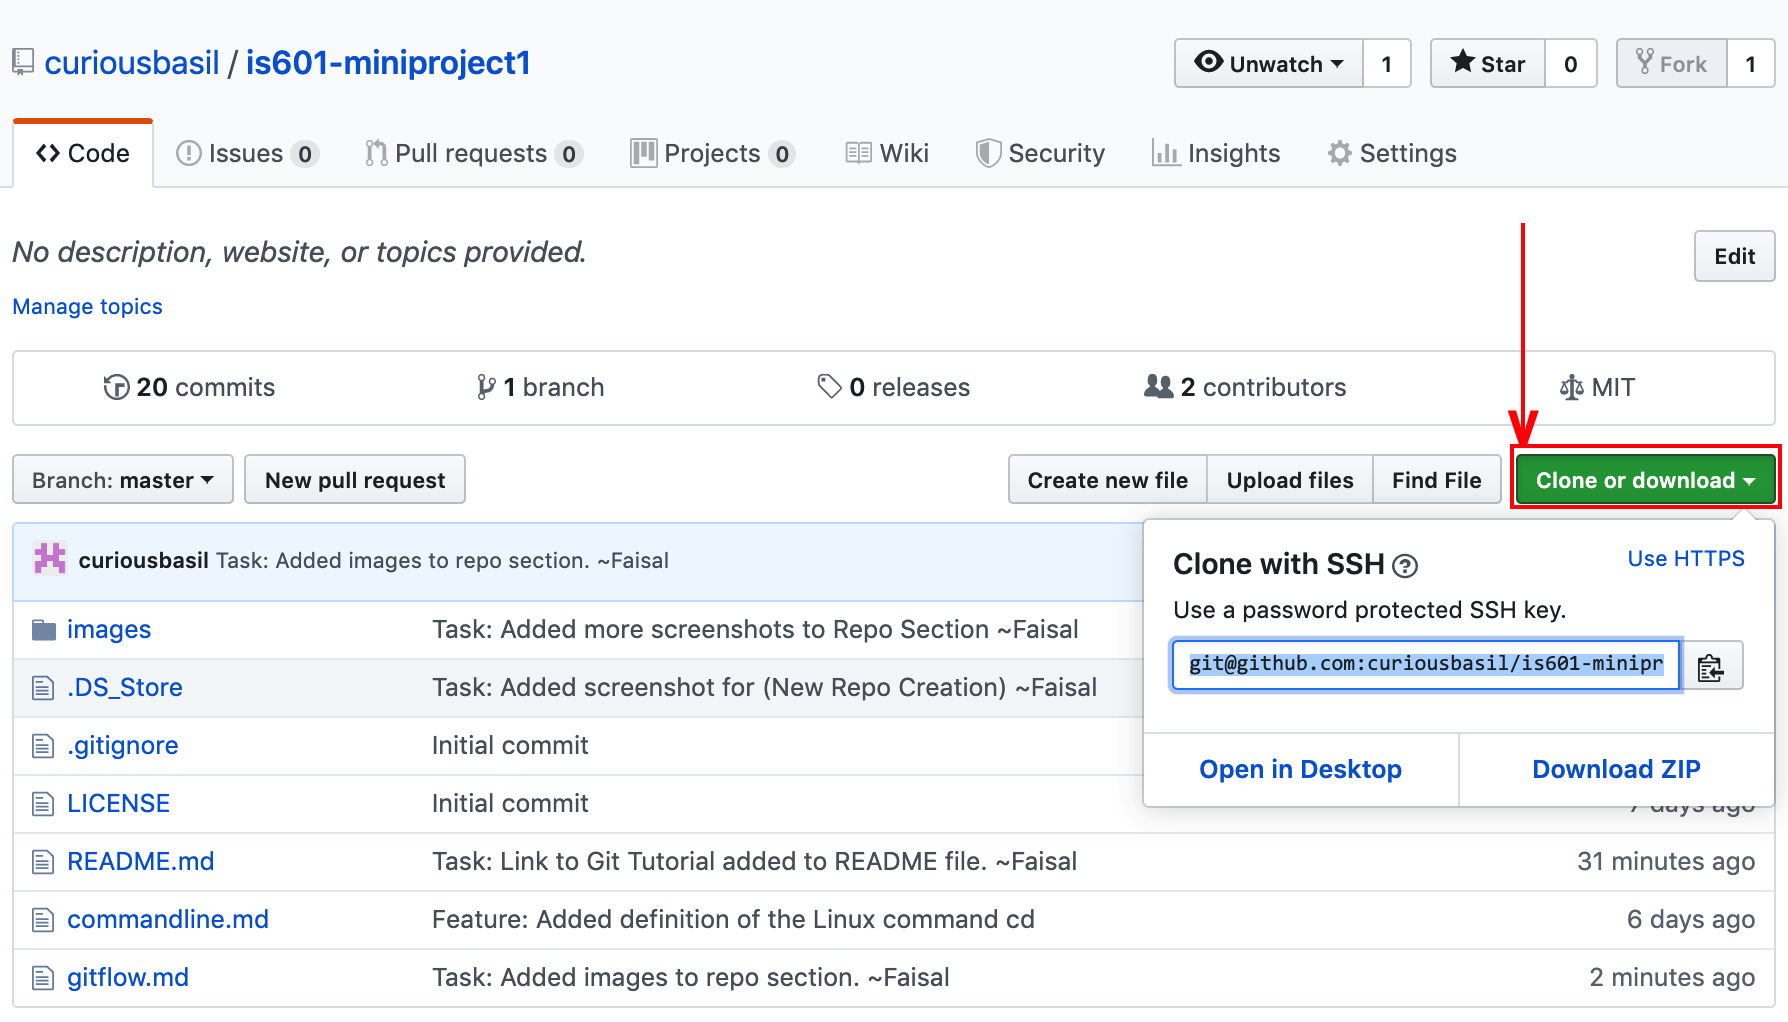 curiousbasil / is601-miniproject1
Unwatch 1 Star 0 Fork 1
Code Issues 0 Pull requests 0 Projects 0 Wiki Security Insights Settings
No description, website, or topics provided.
Edit
Manage topics
20 commits 1 branch 0 releases 2 contributors MIT
Branch: master New pull request Create new file Upload files Find File Clone or download
curiousbasil Task: Added images to repo section. ~Faisal
Clone with SSH ? Use HTTPS
Use a password protected SSH key.
git@github.com:curiousbasil/is601-minipr
Open in Desktop Download ZIP
images Task: Added more screenshots to Repo Section ~Faisal
.DS_Store Task: Added screenshot for (New Repo Creation) ~Faisal
.gitignore Initial commit
LICENSE Initial commit 7 days ago
README.md Task: Link to Git Tutorial added to README file. ~Faisal 31 minutes ago
commandline.md Feature: Added definition of the Linux command cd 6 days ago
gitflow.md Task: Added images to repo section. ~Faisal 2 minutes ago